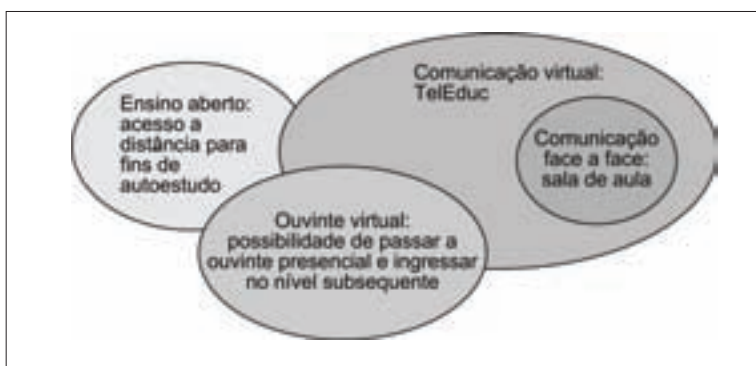 Ensino aberto:
acesso a
distância para
fins de
autoestudo
Comunicação virtual:
TelEduc
Comunicação
face a face:
sala de aula
Ouvinte virtual:
possibilidade de passar a
ouvinte presencial e ingressar
no nível subsequente